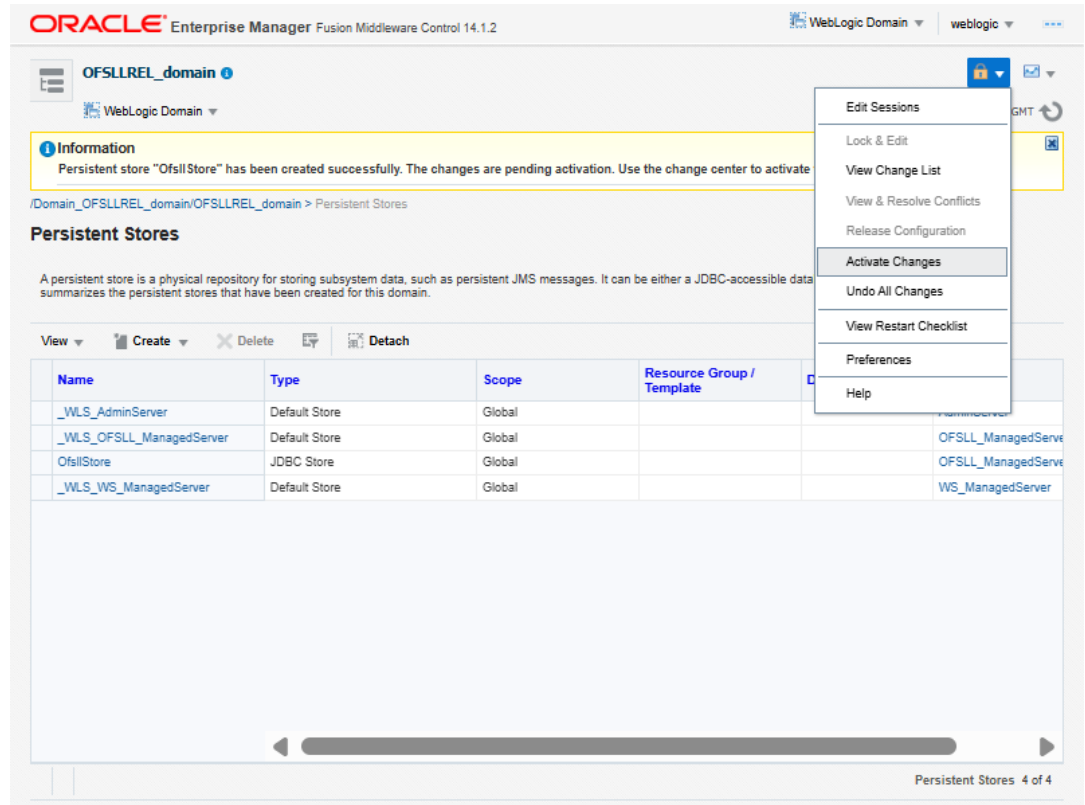 ORACLE Enterprise Manager Fusion Middleware Control 14.1.2
WebLogic Domain
weblogic
OFSLLREL_domain
WebLogic Domain
GMT
Edit Sessions
Lock & Edit
View Change List
View & Resolve Conflicts
Release Configuration
Activate Changes
Undo All Changes
View Restart Checklist
Preferences
Help
Information
Persistent store "OfsllStore" has been created successfully. The changes are pending activation. Use the change center to activate
/Domain_OFSLLREL_domain/OFSLLREL_domain > Persistent Stores
Persistent Stores
A persistent store is a physical repository for storing subsystem data, such as persistent JMS messages. It can be either a JDBC-accessible data
summarizes the persistent stores that have been created for this domain.
View Create Delete Detach
Name Type Scope Resource Group / Template
_WLS_AdminServer Default Store Global AdminServer
_WLS_OFSLL_ManagedServer Default Store Global OFSLL_ManagedServe
OfsllStore JDBC Store Global OFSLL_ManagedServe
_WLS_WS_ManagedServer Default Store Global WS_ManagedServer
Persistent Stores 4 of 4